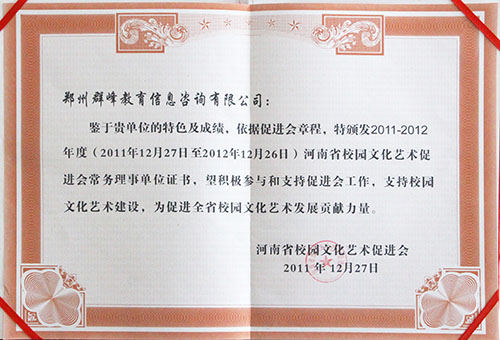 郑州群峰教育信息咨询有限公司：
鉴于贵单位的特色及成绩、依据促进会章程，特颁发2011-2012
年度（2011年12月27日至2012年12月26日）河南省校园文化艺术促
进会常务理事单位证书，望积极参与和支持促进会工作，支持校园
文化艺术建设，为促进全省校园文化艺术发展贡献力量。
河南省校园文化艺术促进会
2011 年 12月27日